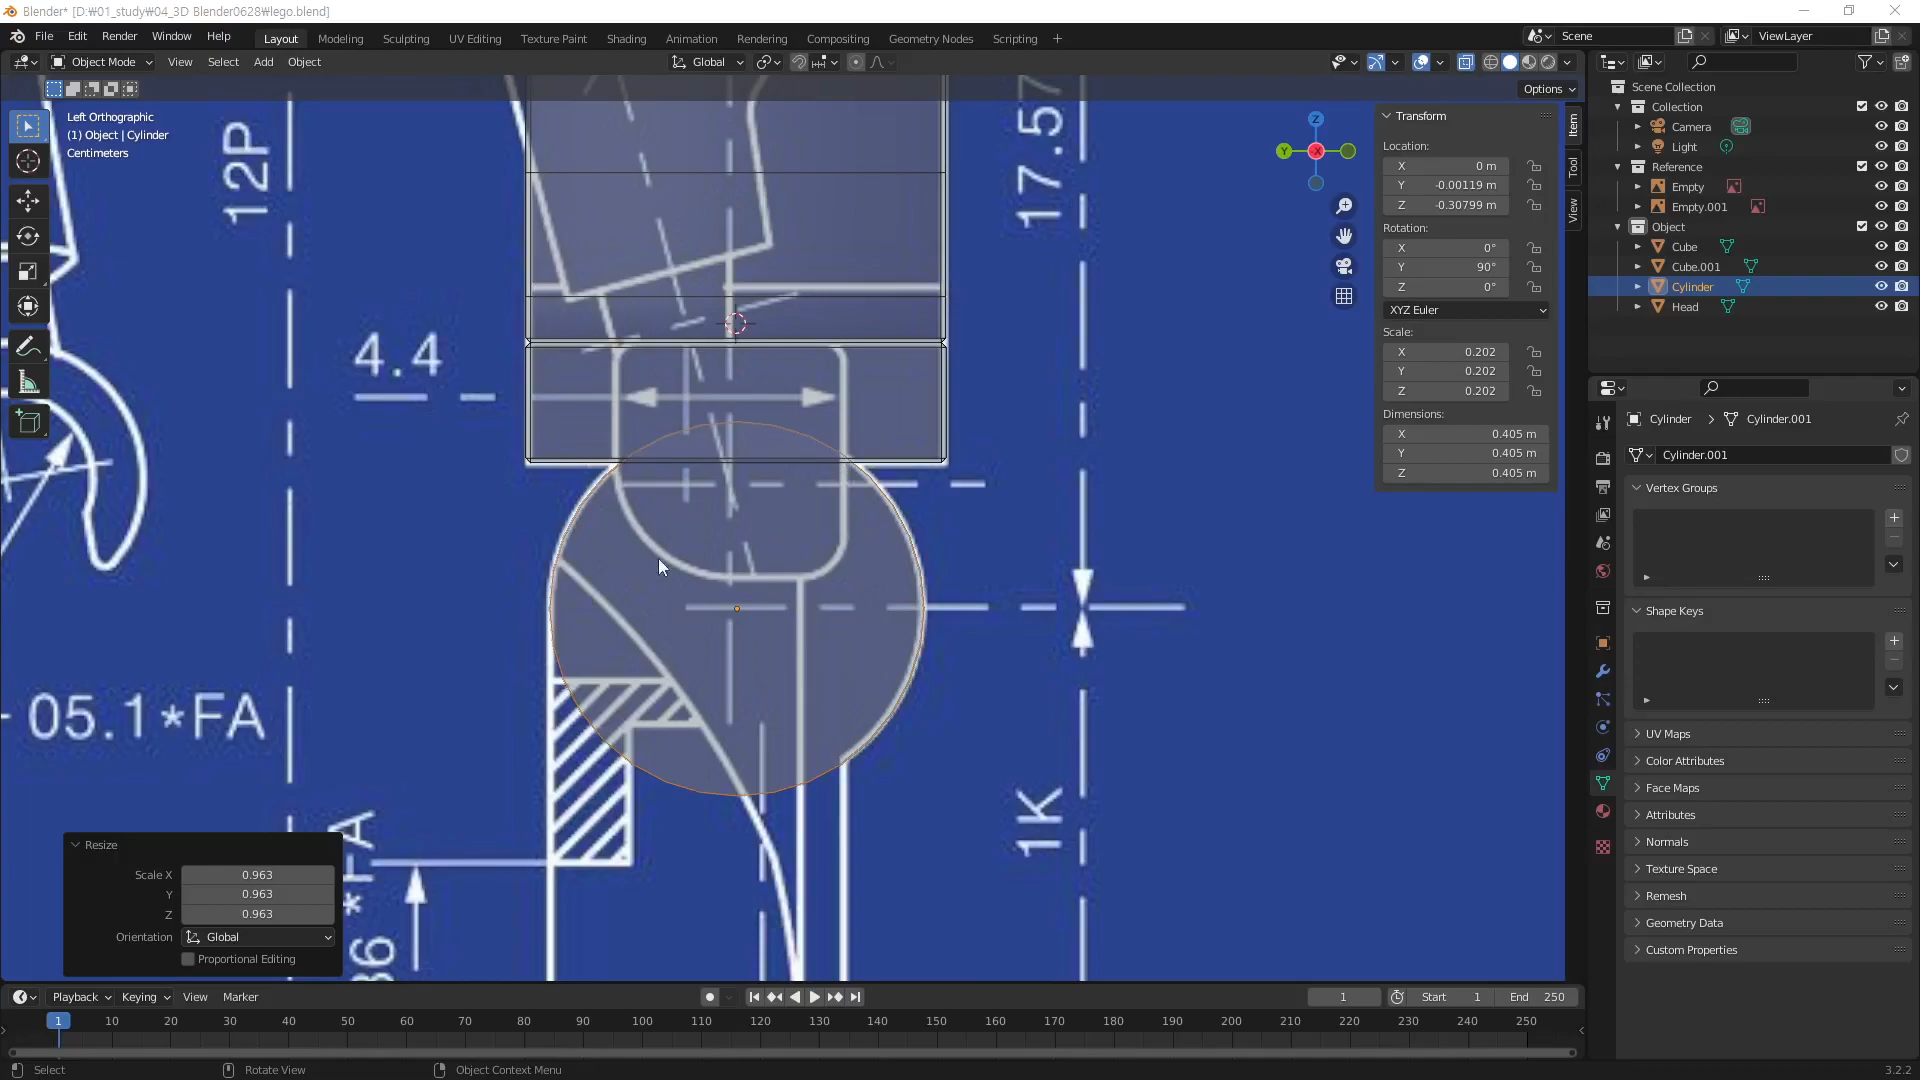 Blender* [D:₩01_study₩04_3D Blender0628₩lego.blend]
File Edit Render Window Help Layout Modeling Sculpting UV Editing Texture Paint Shading Animation Rendering Compositing Geometry Nodes Scripting + Scene ViewLayer
Object Mode View Select Add Object Global
Options
Left Orthographic
(1) Object | Cylinder
Centimeters
12P
17.57
4.4
05.1*FA
1K
*FA
Z
Y
-X
Item
Tool
View
Transform
Location:
X 0 m
Y -0.00119 m
Z -0.30799 m
Rotation:
X 0°
Y 90°
Z 0°
XYZ Euler
Scale:
X 0.202
Y 0.202
Z 0.202
Dimensions:
X 0.405 m
Y 0.405 m
Z 0.405 m
Resize
Scale X 0.963
Y 0.963
Z 0.963
Orientation Global
Proportional Editing
Scene Collection
Collection
Camera
Light
Reference
Empty
Empty.001
Object
Cube
Cube.001
Cylinder
Head
Cylinder > Cylinder.001
Cylinder.001
Vertex Groups
Shape Keys
UV Maps
Color Attributes
Face Maps
Attributes
Normals
Texture Space
Remesh
Geometry Data
Custom Properties
Playback Keying View Marker 1 Start 1 End 250
1 10 20 30 40 50 60 70 80 90 100 110 120 130 140 150 160 170 180 190 200 210 220 230 240 250
Select Rotate View Object Context Menu 3.2.2